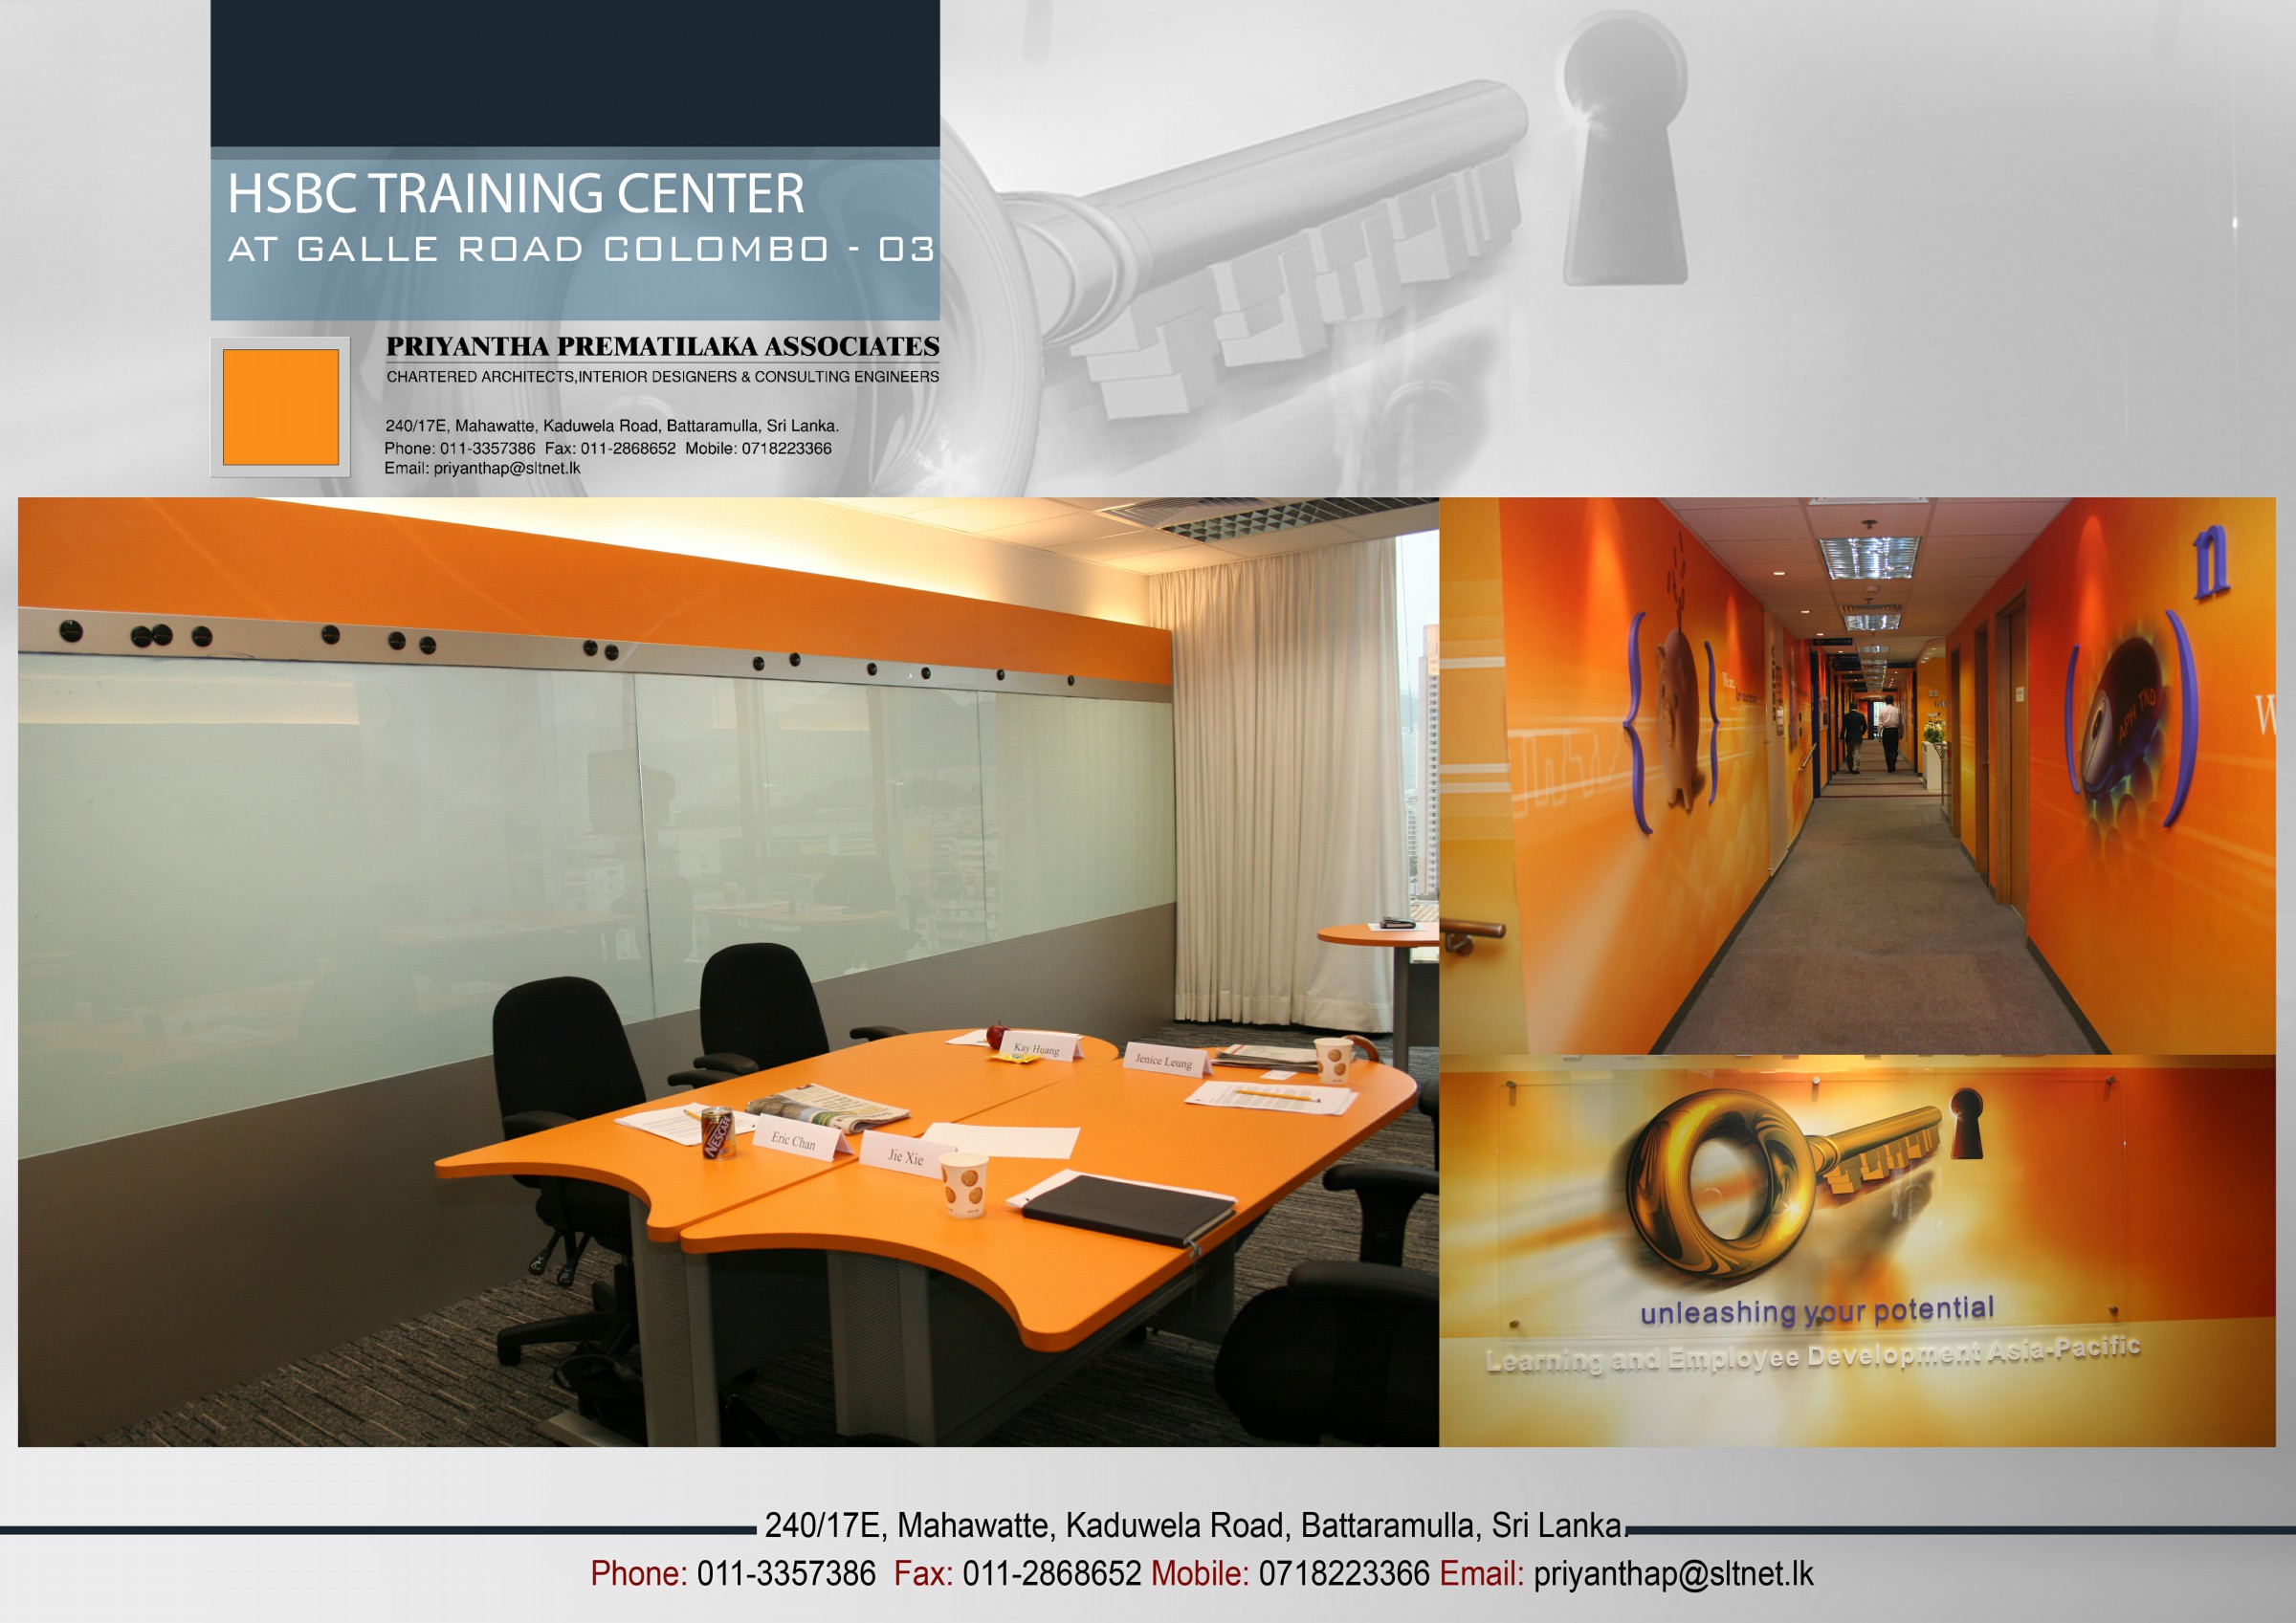 HSBC TRAINING CENTER
AT GALLE ROAD COLOMBO - 03
PRIYANTHA PREMATILAKA ASSOCIATES
CHARTERED ARCHITECTS,INTERIOR DESIGNERS & CONSULTING ENGINEERS
240/17E, Mahawatte, Kaduwela Road, Battaramulla, Sri Lanka.
Phone: 011-3357386 Fax: 011-2868652 Mobile: 0718223366
Email: priyanthap@sltnet.lk
Kay Huang
Jenice Leung
Eric Chan
Jie Xie
NESCAFE
n
W
APH TND
unleashing your potential
Learning and Employee Development Asia-Pacific
240/17E, Mahawatte, Kaduwela Road, Battaramulla, Sri Lanka.
Phone: 011-3357386 Fax: 011-2868652 Mobile: 0718223366 Email: priyanthap@sltnet.lk